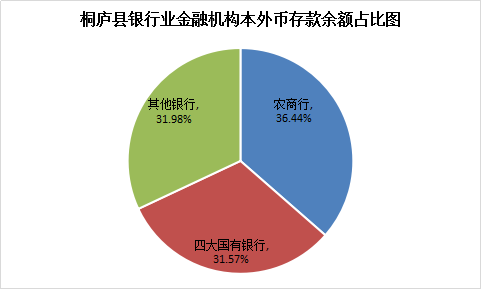 桐庐县银行业金融机构本外币存款余额占比图
其他银行,
31.98%
农商行,
36.44%
四大国有银行,
31.57%